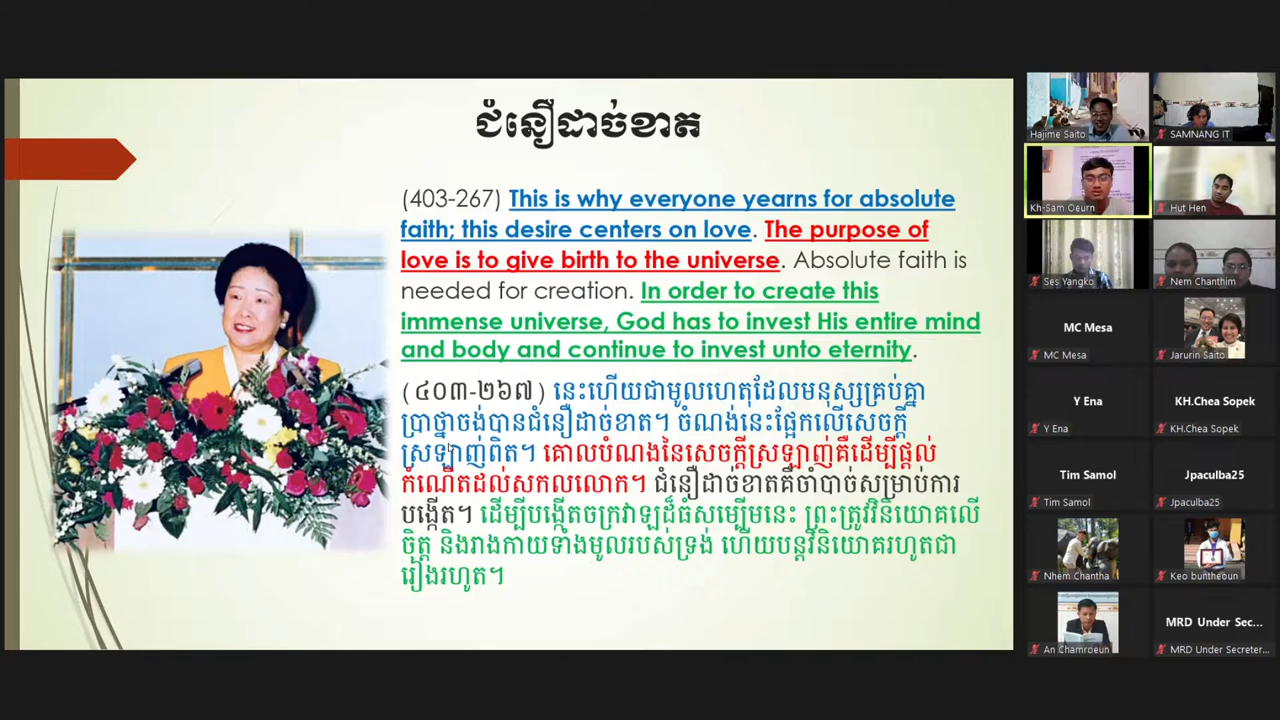 ជំនឿដាច់ខាត
(403-267) This is why everyone yearns for absolute
faith; this desire centers on love. The purpose of
love is to give birth to the universe. Absolute faith is
needed for creation. In order to create this
immense universe, God has to invest His entire mind
and body and continue to invest unto eternity.
(៤០៣-២៦៧) នេះហើយជាមូលហេតុដែលមនុស្សគ្រប់គ្នា
ប្រាថ្នាចង់បានជំនឿដាច់ខាត។ ចំណង់នេះផ្អែកលើសេចក្តី
ស្រឡាញ់ពិត។ គោលបំណងនៃសេចក្តីស្រឡាញ់គឺដើម្បីផ្តល់
កំណើតដល់សកលលោក។ ជំនឿដាច់ខាតគឺចាំបាច់សម្រាប់ការ
បង្កើត។ ដើម្បីបង្កើតចក្រវាឡដ៏ធំសម្បើមនេះ ព្រះត្រូវវិនិយោគលើ
ចិត្ត និងរាងកាយទាំងមូលរបស់ទ្រង់ ហើយបន្តវិនិយោគរហូតជា
រៀងរហូត។
Hajime Saito
SAMNANG IT
Kh-Sam Oeurn
Hut Hen
Ses Yangko
Nem Chanthim
MC Mesa
MC Mesa
Jarurin Saito
Y Ena
KH.Chea Sopek
Y Ena
KH.Chea Sopek
Tim Samol
Jpaculba25
Tim Samol
Jpaculba25
Nhem Chantha
Keo buntheoun
MRD Under Sec...
An Chamroeun
MRD Under Secreter...